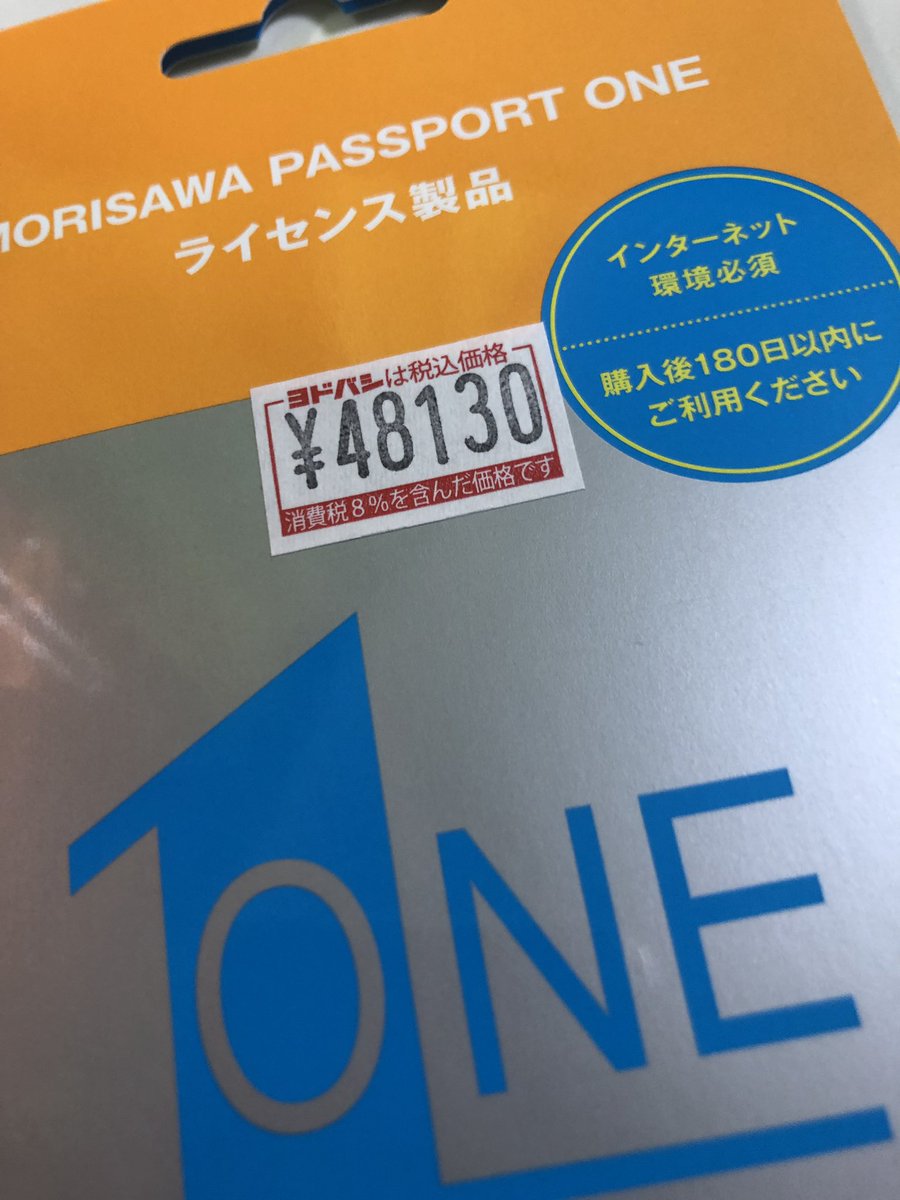 MORISAWA PASSPORT ONE
ライセンス製品
インターネット
環境必須
購入後180日以内に
ご利用ください
ヨドバシは税込価格
¥48130
消費税8%を含んだ価格です
1
ONE